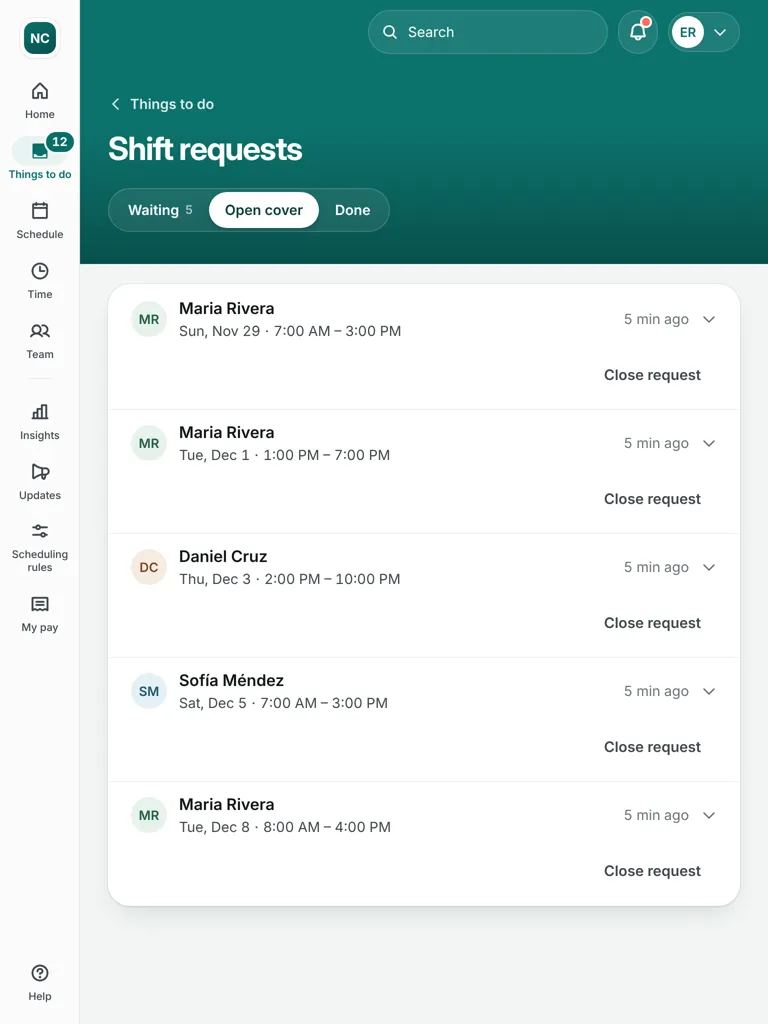 NC
Search
ER
Home
12
Things to do
Schedule
Time
Team
Insights
Updates
Scheduling
rules
My pay
Help
Things to do
Shift requests
Waiting 5
Open cover
Done
MR
Maria Rivera
Sun, Nov 29 · 7:00 AM – 3:00 PM
5 min ago
Close request
MR
Maria Rivera
Tue, Dec 1 · 1:00 PM – 7:00 PM
5 min ago
Close request
DC
Daniel Cruz
Thu, Dec 3 · 2:00 PM – 10:00 PM
5 min ago
Close request
SM
Sofía Méndez
Sat, Dec 5 · 7:00 AM – 3:00 PM
5 min ago
Close request
MR
Maria Rivera
Tue, Dec 8 · 8:00 AM – 4:00 PM
5 min ago
Close request